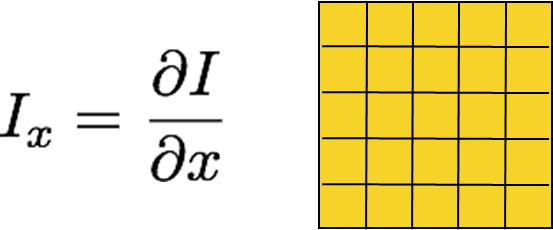 I_x = ∂I/∂x